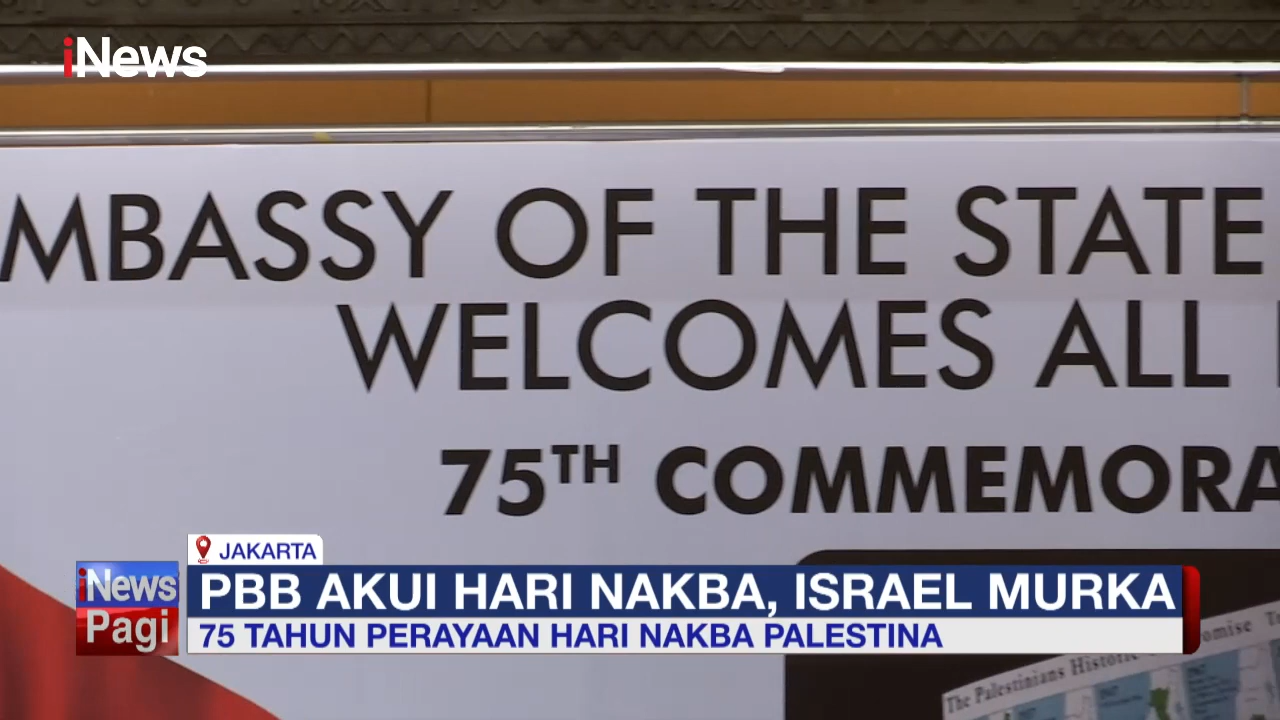 iNews
MBASSY OF THE STATE
WELCOMES ALL
75TH COMMEMORA
JAKARTA
iNews
Pagi
PBB AKUI HARI NAKBA, ISRAEL MURKA
75 TAHUN PERAYAAN HARI NAKBA PALESTINA
The Palestinians Historic
omise